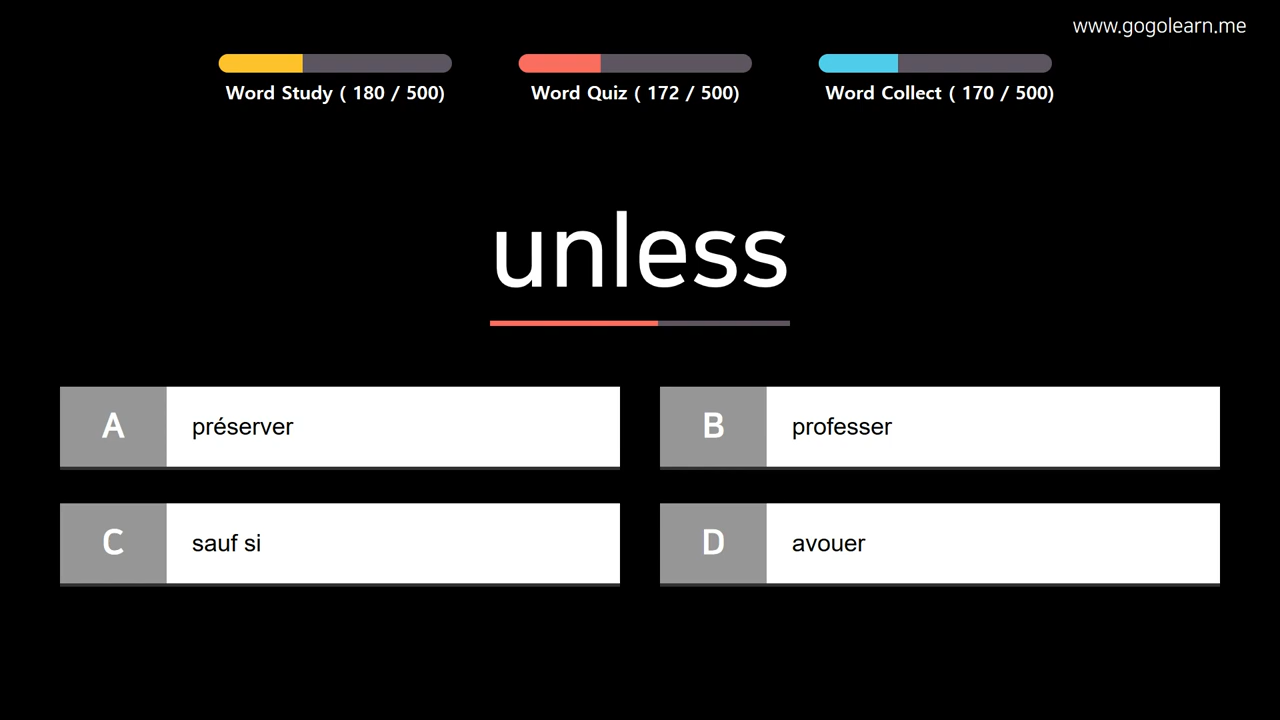 www.gogolearn.me
Word Study ( 180 / 500)
Word Quiz ( 172 / 500)
Word Collect ( 170 / 500)
unless
A préserver
B professer
C sauf si
D avouer